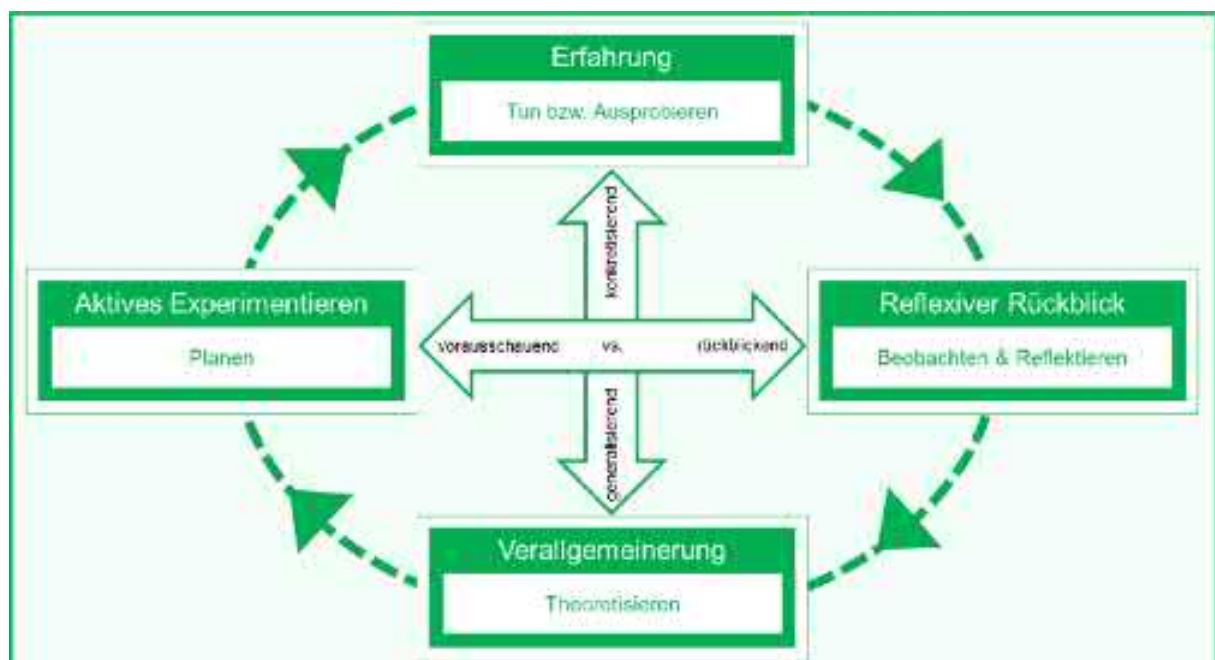 Erfahrung
Tun bzw. Ausprobieren
konkretisierend
Aktives Experimentieren
Planen
vorausschauend vs. rückblickend
Reflexiver Rückblick
Beobachten & Reflektieren
generalisierend
Verallgemeinerung
Theoretisieren